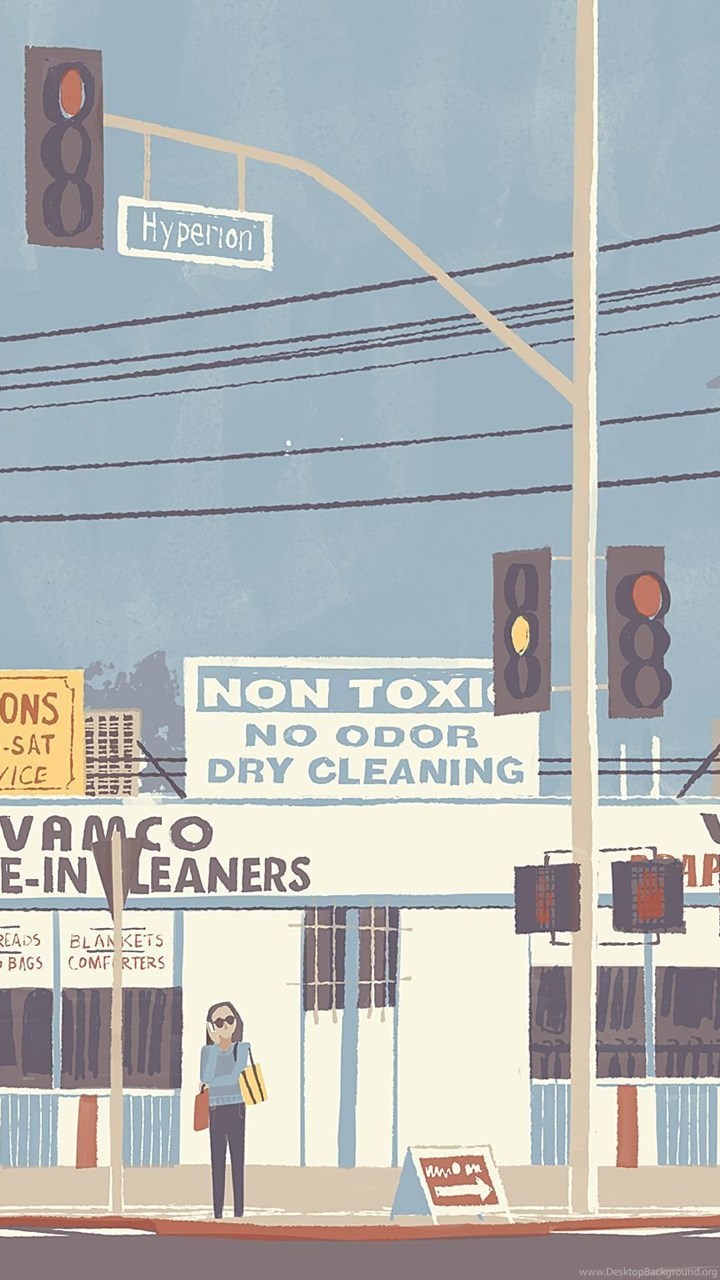 Hyperion
ONS
-SAT
VICE
NON TOXIC
NO ODOR
DRY CLEANING
VAMCO
E-IN CLEANERS
READS
BAGS
BLANKETS
COMFORTERS
www.DesktopBackground.org